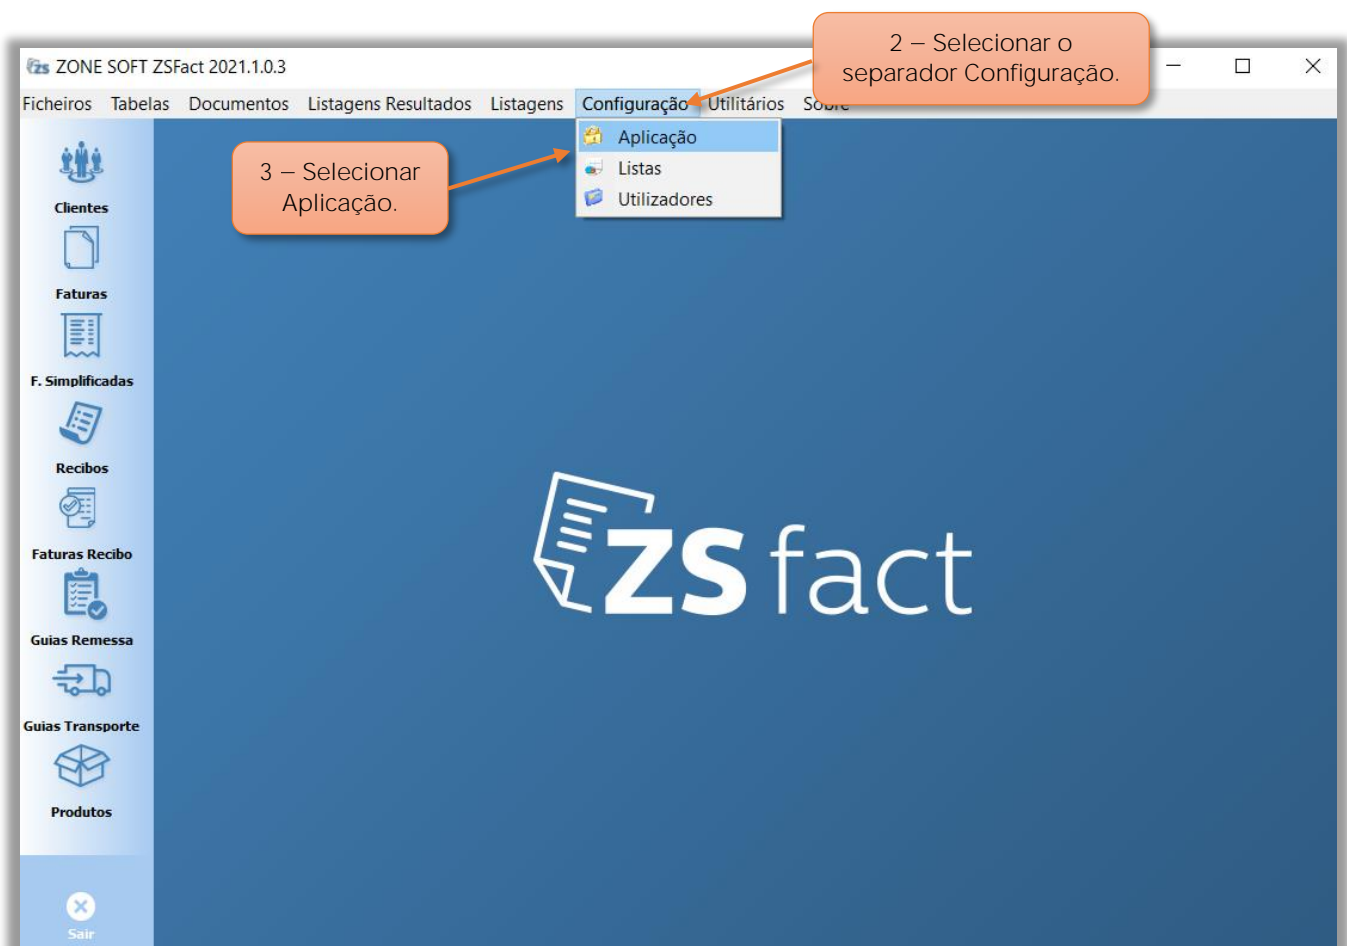 2 – Selecionar o
separador Configuração.
zs ZONE SOFT ZSFact 2021.1.0.3
Ficheiros Tabelas Documentos Listagens Resultados Listagens Configuração Utilitários Sobre
Aplicação
Listas
Utilizadores
3 – Selecionar
Aplicação.
Clientes
Faturas
F. Simplificadas
Recibos
Faturas Recibo
Guias Remessa
Guias Transporte
Produtos
Sair
zs fact